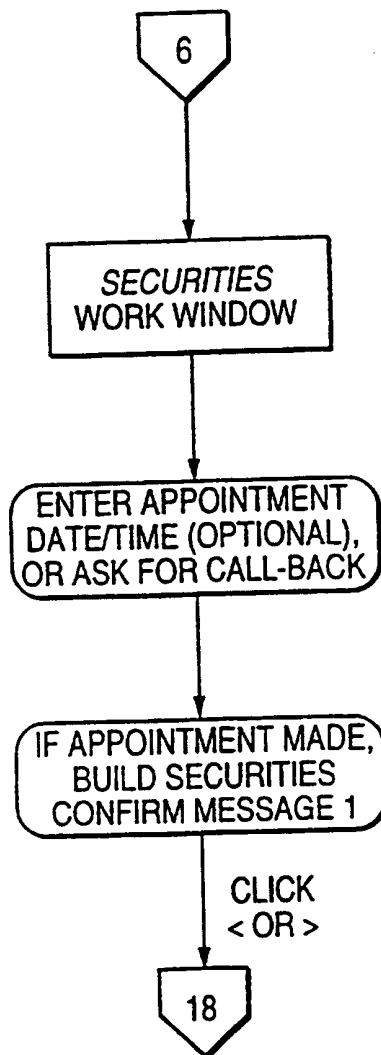 6
SECURITIES
WORK WINDOW
ENTER APPOINTMENT
DATE/TIME (OPTIONAL),
OR ASK FOR CALL-BACK
IF APPOINTMENT MADE,
BUILD SECURITIES
CONFIRM MESSAGE 1
CLICK
< OR >
18